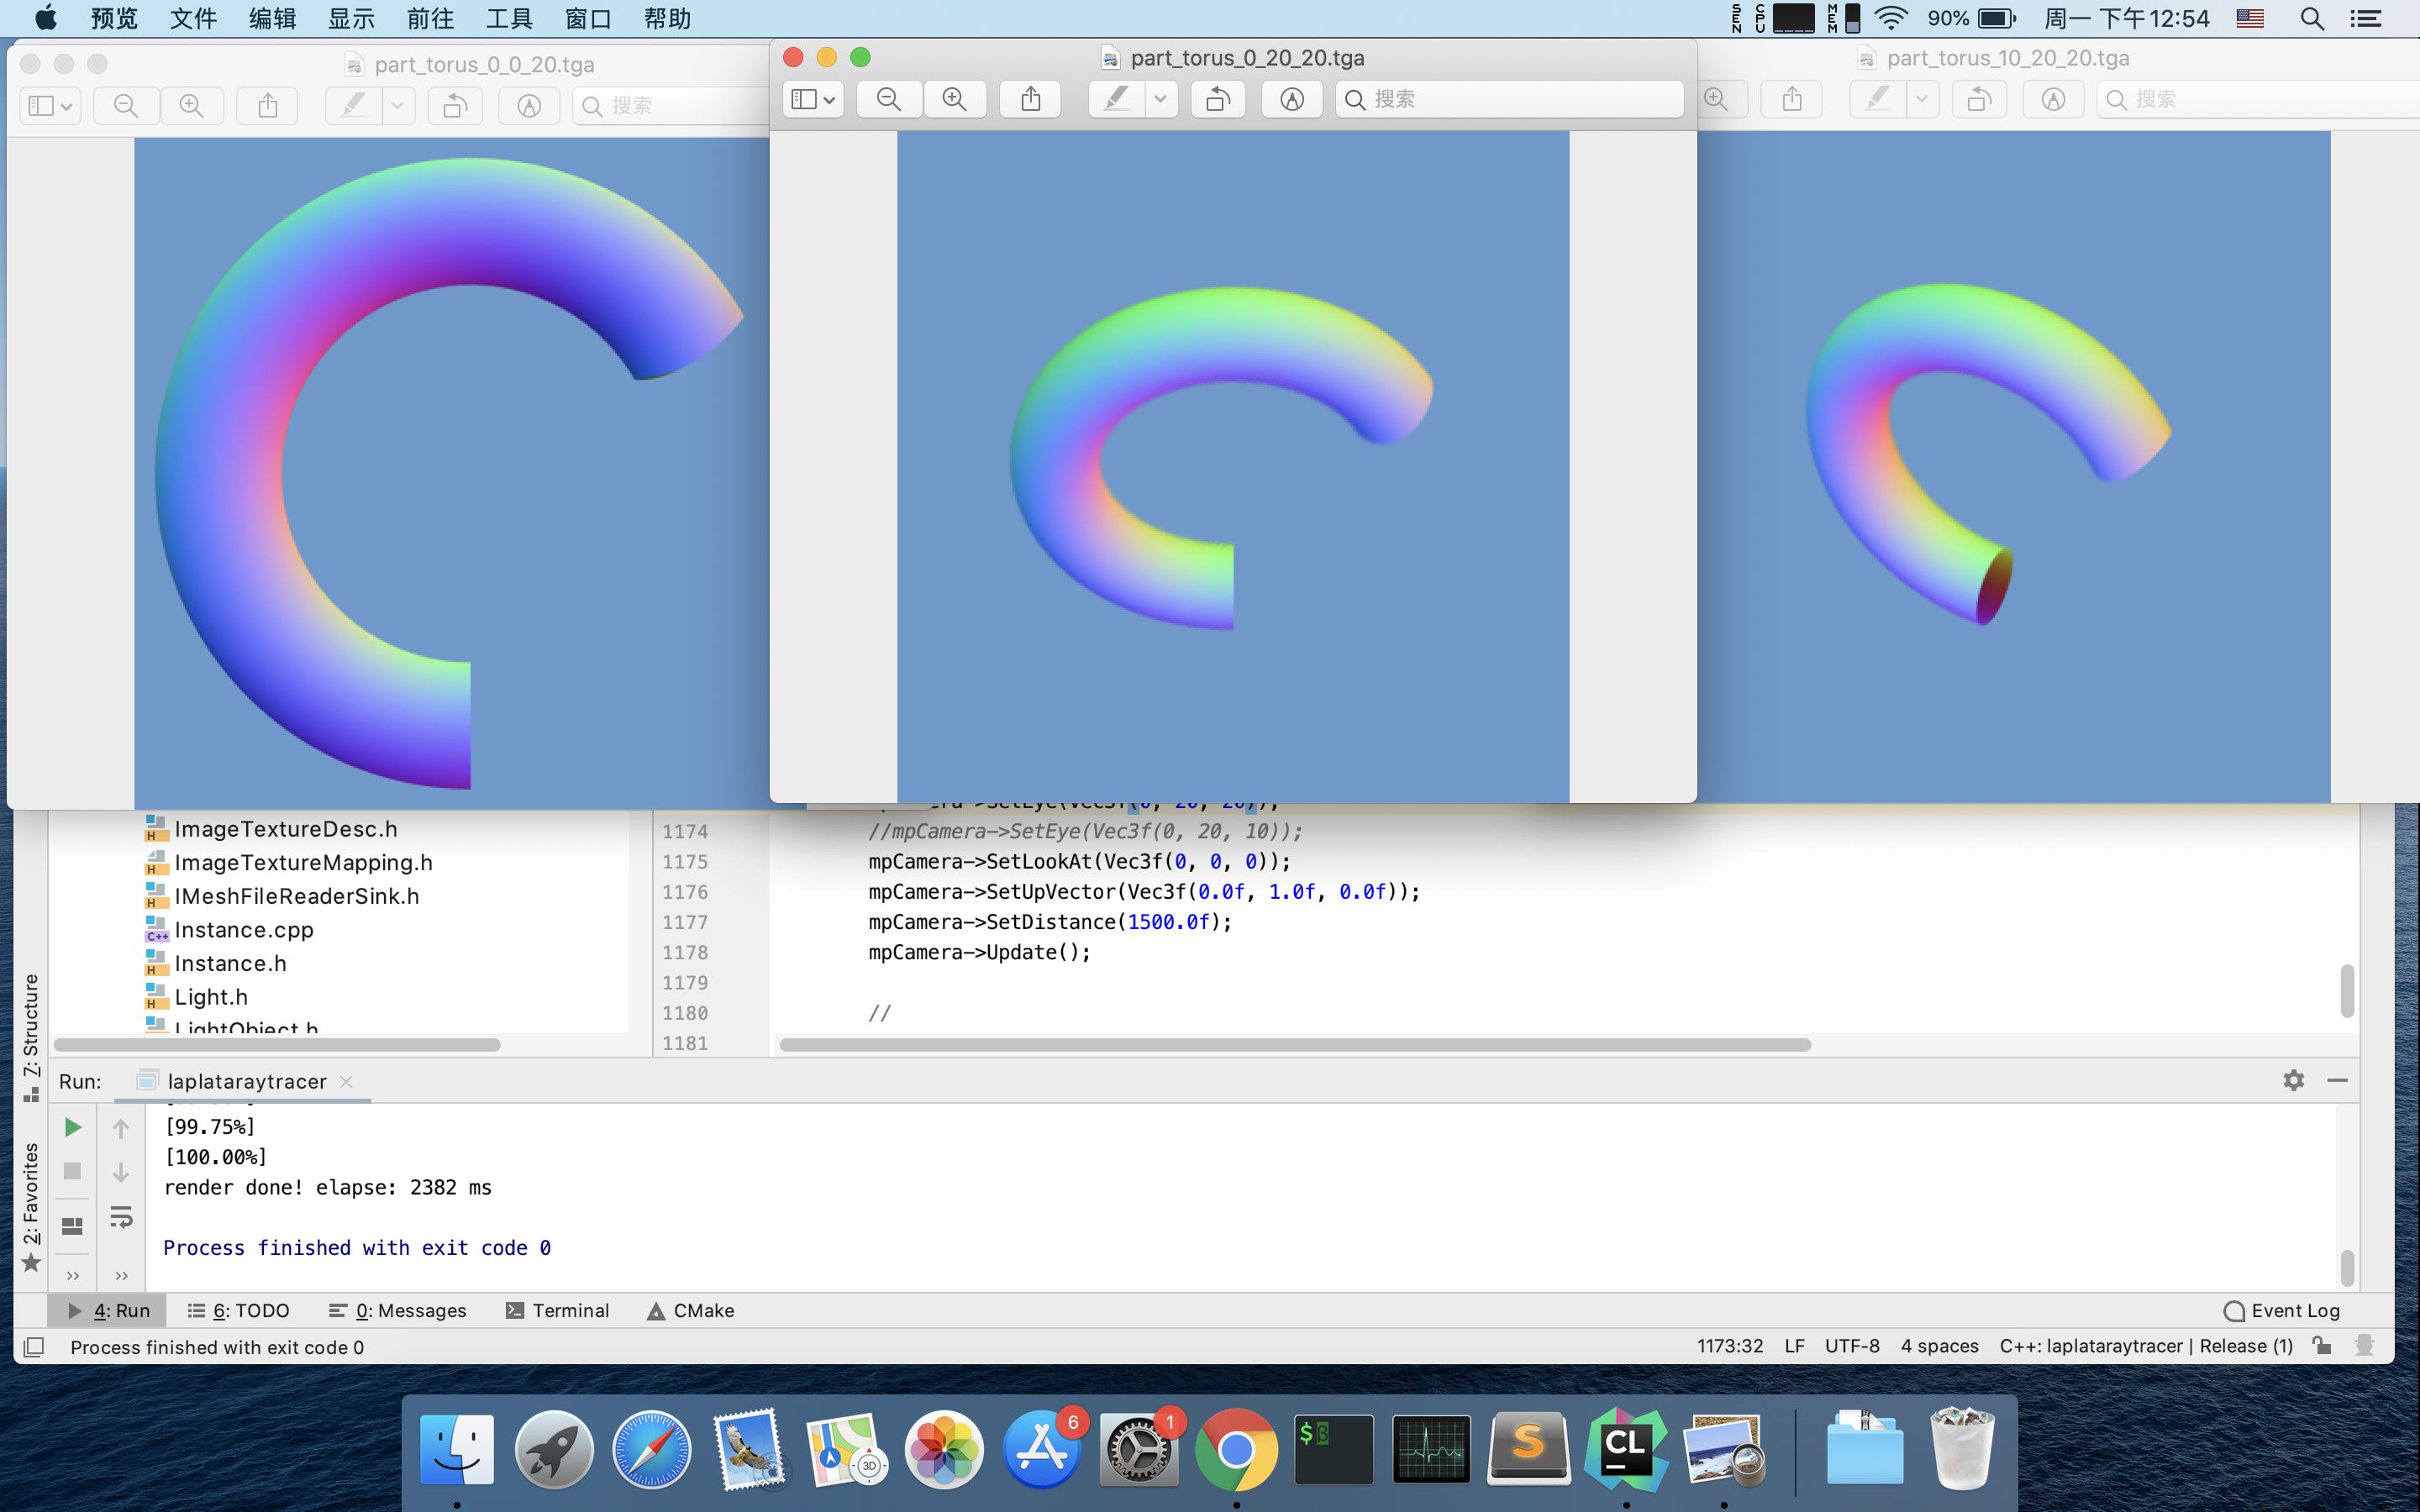 预览 文件 编辑 显示 前往 工具 窗口 帮助
SEN CPU MEM 90% 周一 下午12:54
part_torus_0_0_20.tga
搜索
part_torus_0_20_20.tga
搜索
part_torus_10_20_20.tga
搜索
ImageTextureDesc.h
ImageTextureMapping.h
IMeshFileReaderSink.h
Instance.cpp
Instance.h
Light.h
LightObject.h
1174 //mpCamera->SetEye(Vec3f(0, 20, 10));
1175 mpCamera->SetLookAt(Vec3f(0, 0, 0));
1176 mpCamera->SetUpVector(Vec3f(0.0f, 1.0f, 0.0f));
1177 mpCamera->SetDistance(1500.0f);
1178 mpCamera->Update();
1179
1180 //
1181
7: Structure
2: Favorites
Run: laplataraytracer
[99.75%]
[100.00%]
render done! elapse: 2382 ms
Process finished with exit code 0
4: Run 6: TODO 0: Messages Terminal CMake Event Log
Process finished with exit code 0 1173:32 LF UTF-8 4 spaces C++: laplataraytracer | Release (1)
3D 6 1 $ S CL